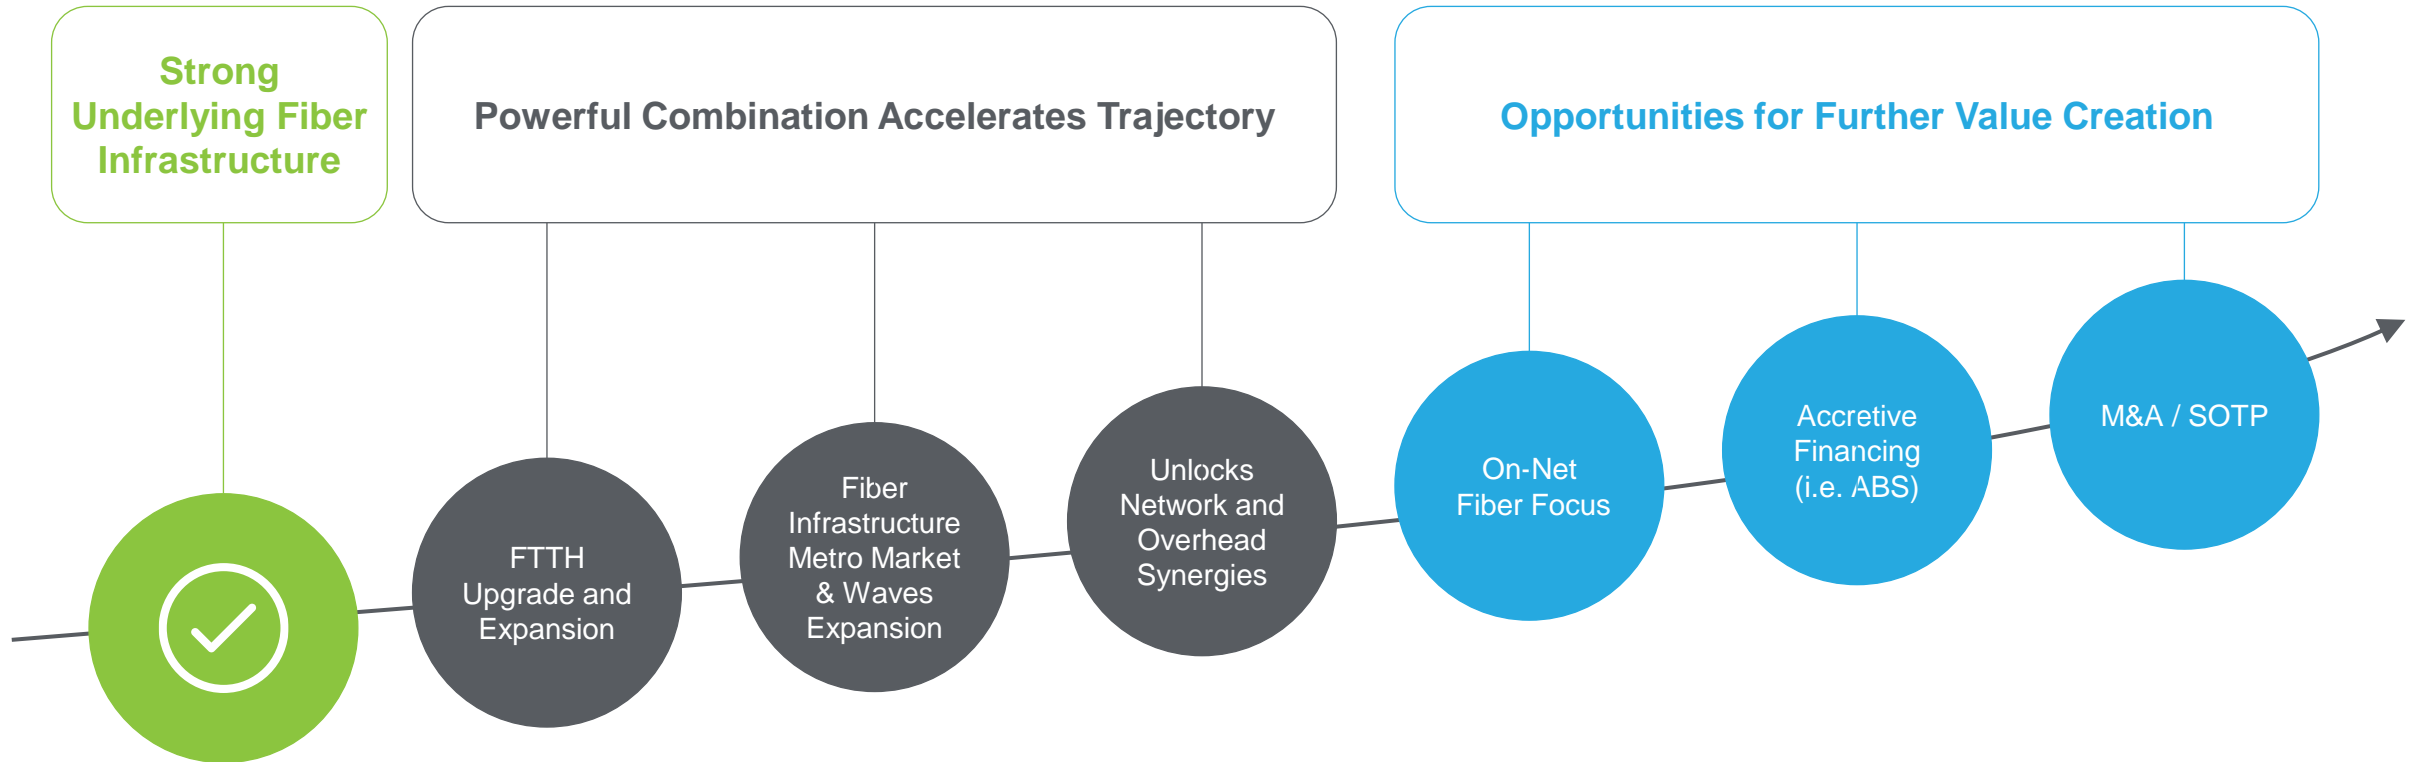 Strong
Underlying Fiber
Infrastructure
Powerful Combination Accelerates Trajectory
Opportunities for Further Value Creation
FTTH
Upgrade and
Expansion
Fiber
Infrastructure
Metro Market
& Waves
Expansion
Unlocks
Network and
Overhead
Synergies
On-Net
Fiber Focus
Accretive
Financing
(i.e. ABS)
M&A / SOTP